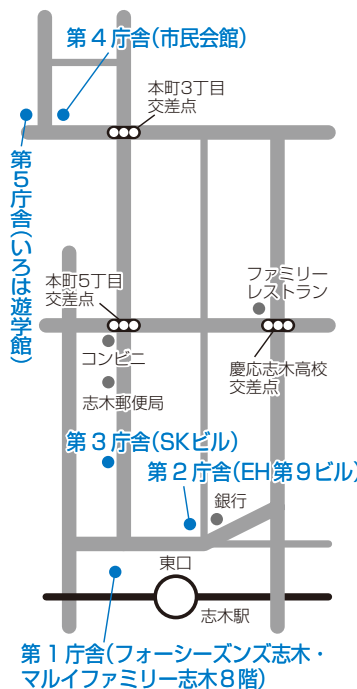 第４庁舎(市民会館)
本町3丁目
交差点
第5庁舎(いろは遊学館)
本町5丁目
交差点
ファミリー
レストラン
コンビニ
慶応志木高校
交差点
志木郵便局
第３庁舎(SKビル)
第２庁舎(EH第９ビル)
銀行
東口
志木駅
第１庁舎(フォーシーズンズ志木・
マルイファミリー志木８階)